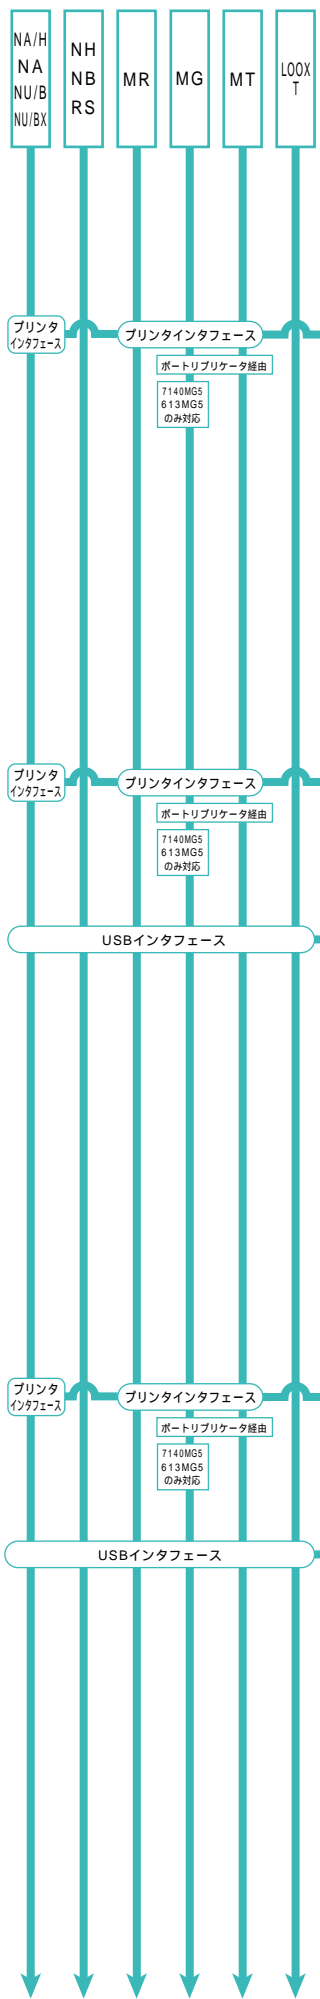 NA/H
NA
NU/B
NU/BX
NH
NB
RS
MR
MG
MT
LOOX
T
プリンタ
インタフェース
プリンタインタフェース
ポートリプリケータ経由
7140MG5
613MG5
のみ対応
プリンタ
インタフェース
プリンタインタフェース
ポートリプリケータ経由
7140MG5
613MG5
のみ対応
USBインタフェース
プリンタ
インタフェース
プリンタインタフェース
ポートリプリケータ経由
7140MG5
613MG5
のみ対応
USBインタフェース